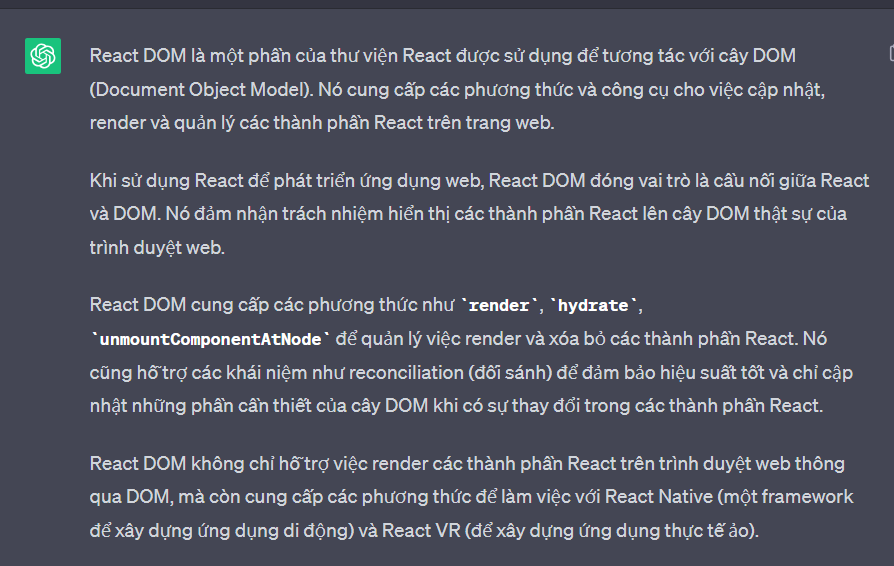 React DOM là một phần của thư viện React được sử dụng để tương tác với cây DOM
(Document Object Model). Nó cung cấp các phương thức và công cụ cho việc cập nhật,
render và quản lý các thành phần React trên trang web.
Khi sử dụng React để phát triển ứng dụng web, React DOM đóng vai trò là cầu nối giữa React
và DOM. Nó đảm nhận trách nhiệm hiển thị các thành phần React lên cây DOM thật sự của
trình duyệt web.
React DOM cung cấp các phương thức như `render`, `hydrate`,
`unmountComponentAtNode` để quản lý việc render và xóa bỏ các thành phần React. Nó
cũng hỗ trợ các khái niệm như reconciliation (đối sánh) để đảm bảo hiệu suất tốt và chỉ cập
nhật những phần cần thiết của cây DOM khi có sự thay đổi trong các thành phần React.
React DOM không chỉ hỗ trợ việc render các thành phần React trên trình duyệt web thông
qua DOM, mà còn cung cấp các phương thức để làm việc với React Native (một framework
để xây dựng ứng dụng di động) và React VR (để xây dựng ứng dụng thực tế ảo).